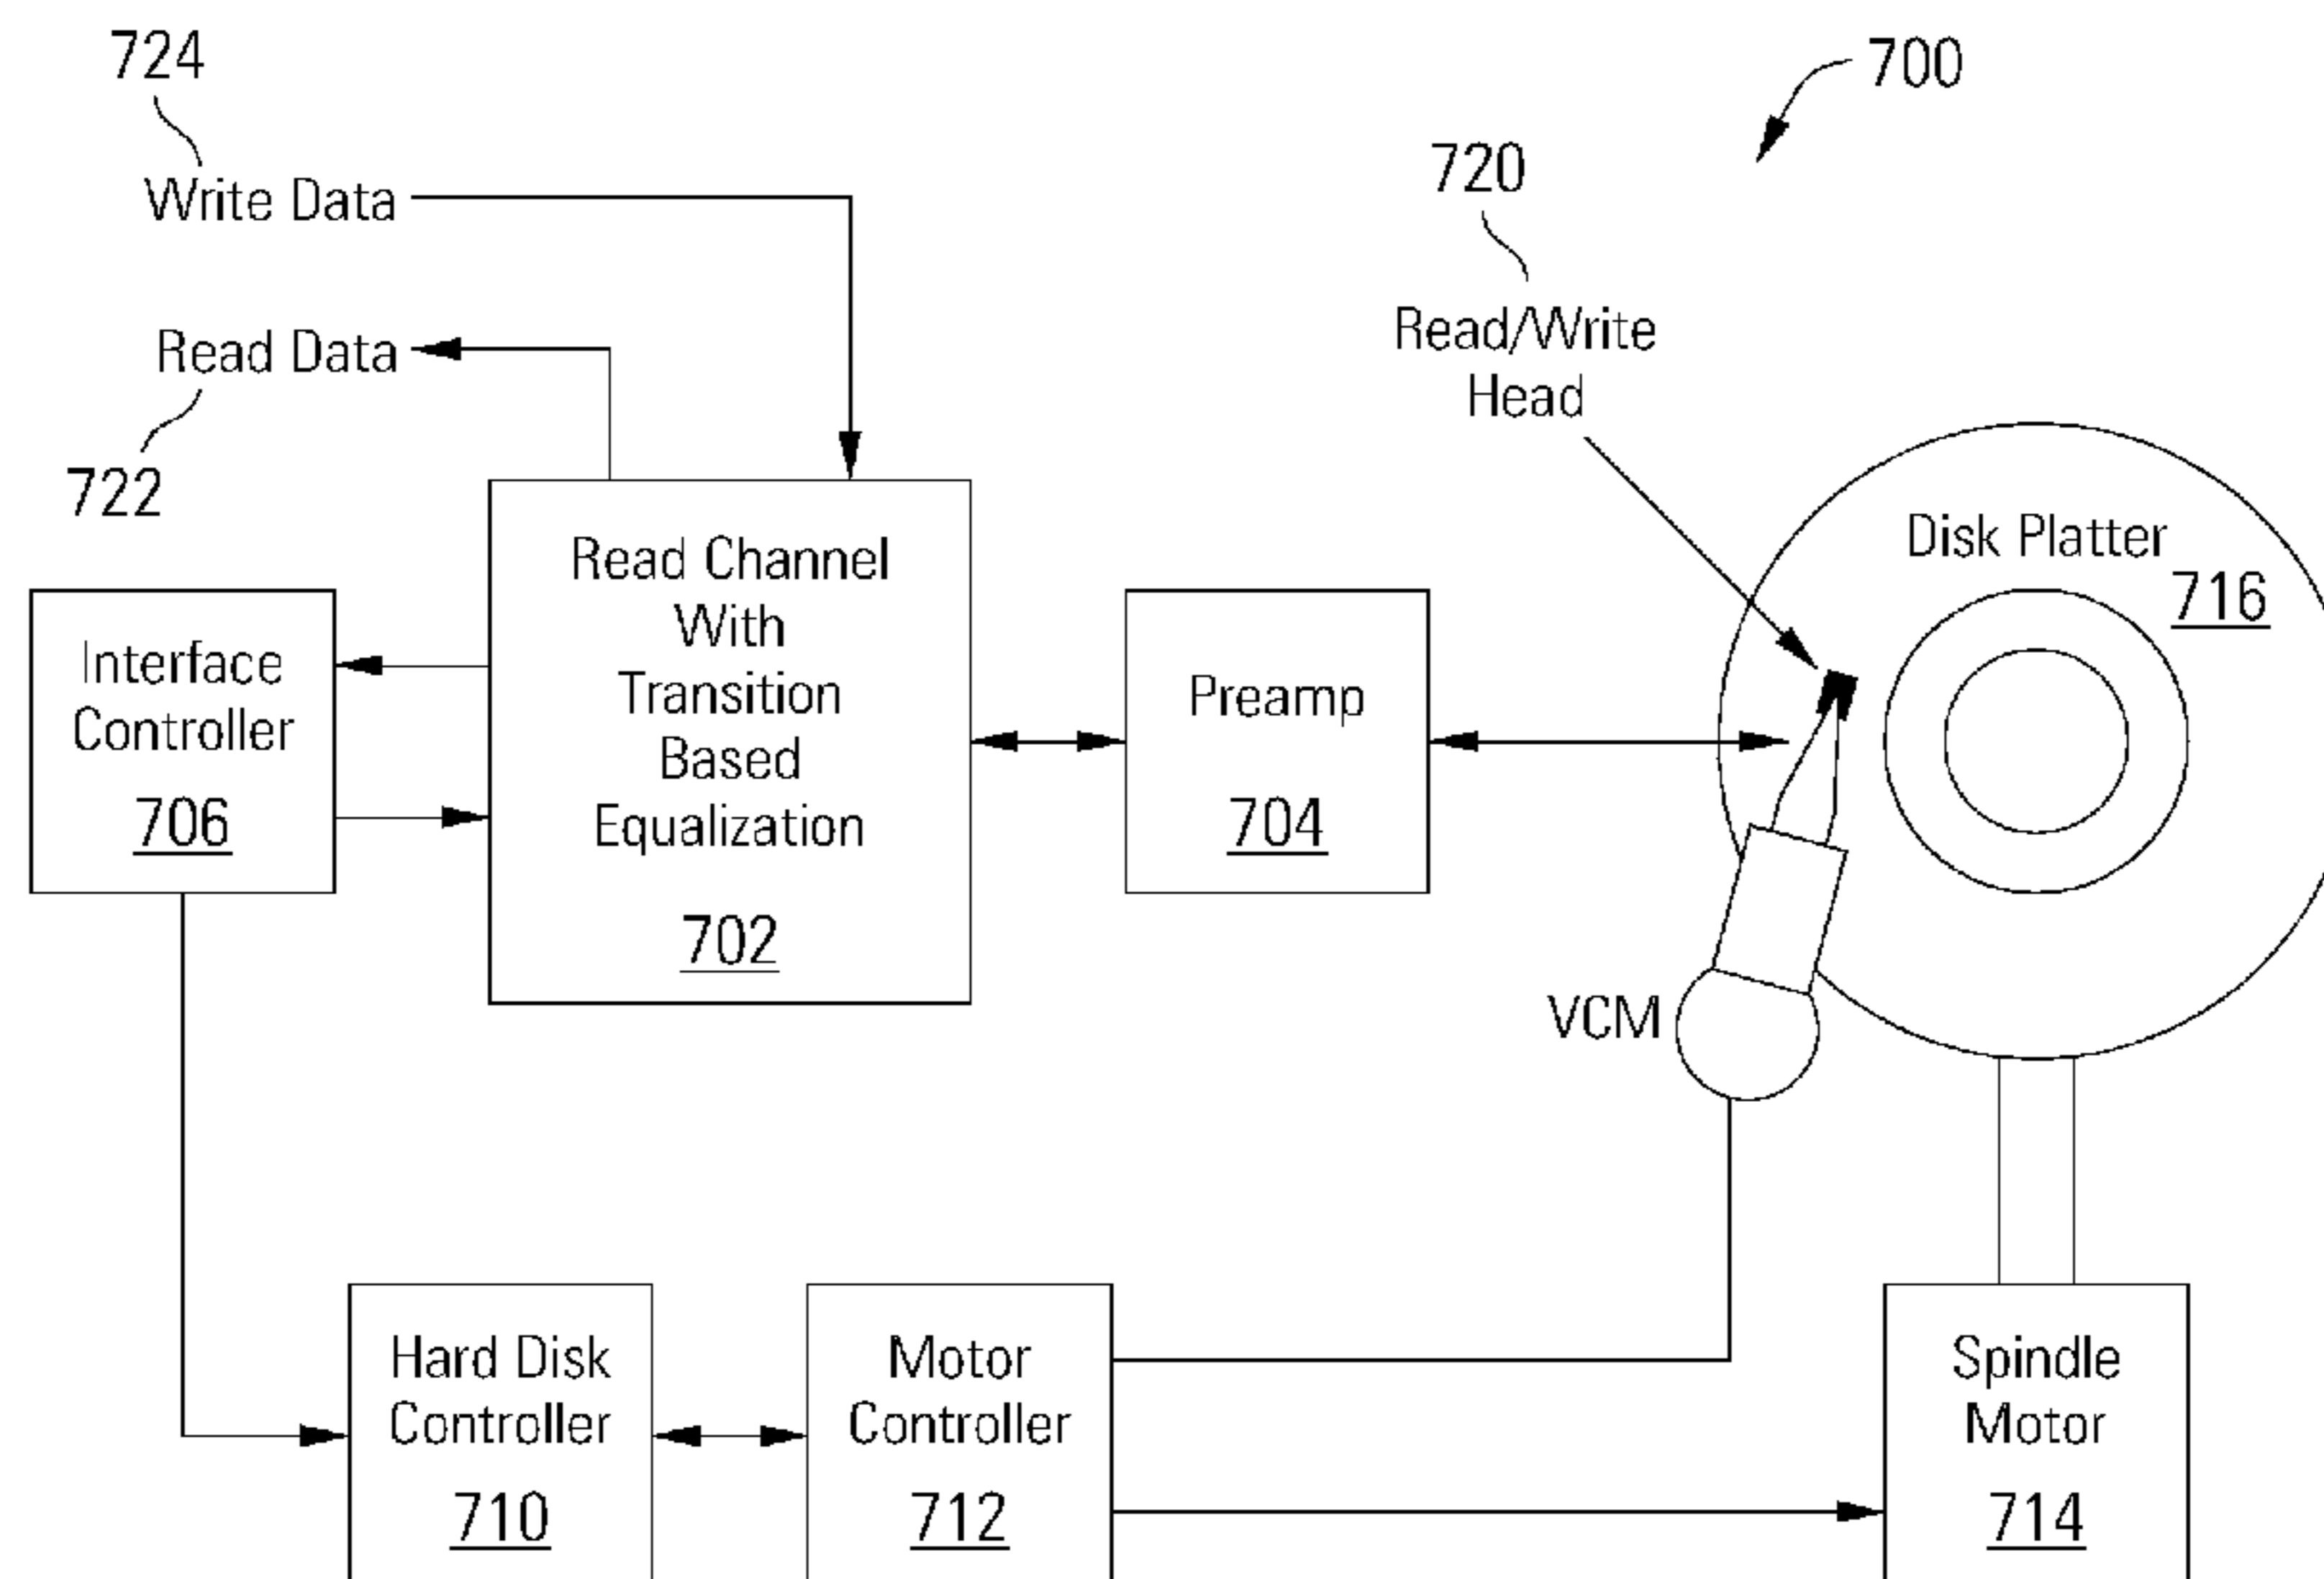 724
700
Write Data
720
Read/Write
Head
Read Data
722
Read Channel
With
Transition
Based
Equalization
702
Interface
Controller
706
Preamp
704
Disk Platter
716
VCM
Hard Disk
Controller
710
Motor
Controller
712
Spindle
Motor
714